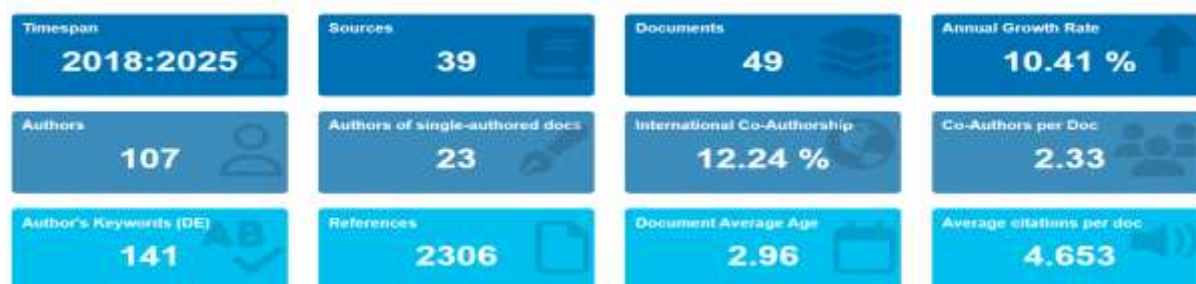 Timespan
2018:2025
Sources
39
Documents
49
Annual Growth Rate
10.41 %
Authors
107
Authors of single-authored docs
23
International Co-Authorship
12.24 %
Co-Authors per Doc
2.33
Author's Keywords (DE)
141
AB
References
2306
Document Average Age
2.96
Average citations per doc
4.653